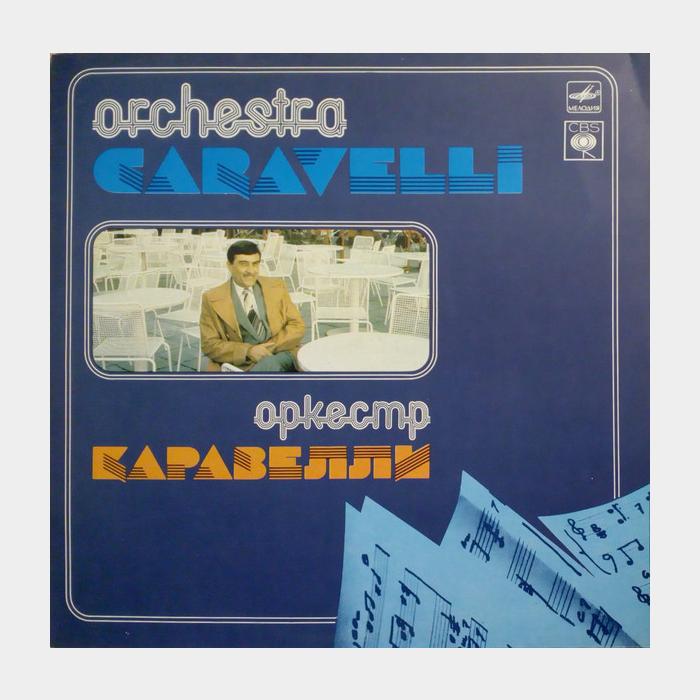 orchestra
CARAVELLI
МЕЛОДИЯ
CBS
оркестр
КАРАВЕЛЛИ